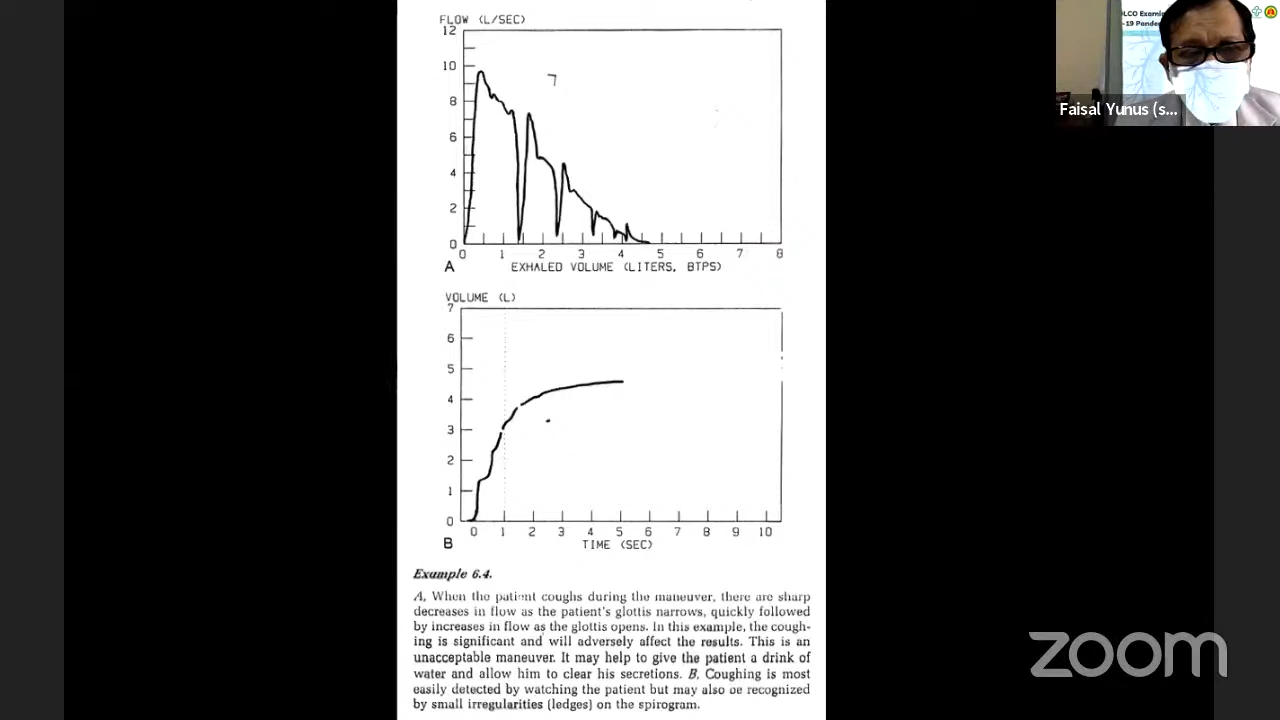 FLOW (L/SEC)
12
10
8
6
4
2
0
0 1 2 3 4 5 6 7 8
A EXHALED VOLUME (LITERS, BTPS)
VOLUME (L)
7
6
5
4
3
2
1
0
0 1 2 3 4 5 6 7 8 9 10
B TIME (SEC)
Example 6.4.
A, When the patient coughs during the maneuver, there are sharp
decreases in flow as the patient's glottis narrows, quickly followed
by increases in flow as the glottis opens. In this example, the cough-
ing is significant and will adversely affect the results. This is an
unacceptable maneuver. It may help to give the patient a drink of
water and allow him to clear his secretions. B, Coughing is most
easily detected by watching the patient but may also be recognized
by small irregularities (ledges) on the spirogram.
DLCO Examin
-19 Pandem
Faisal Yunus (s...
zoom